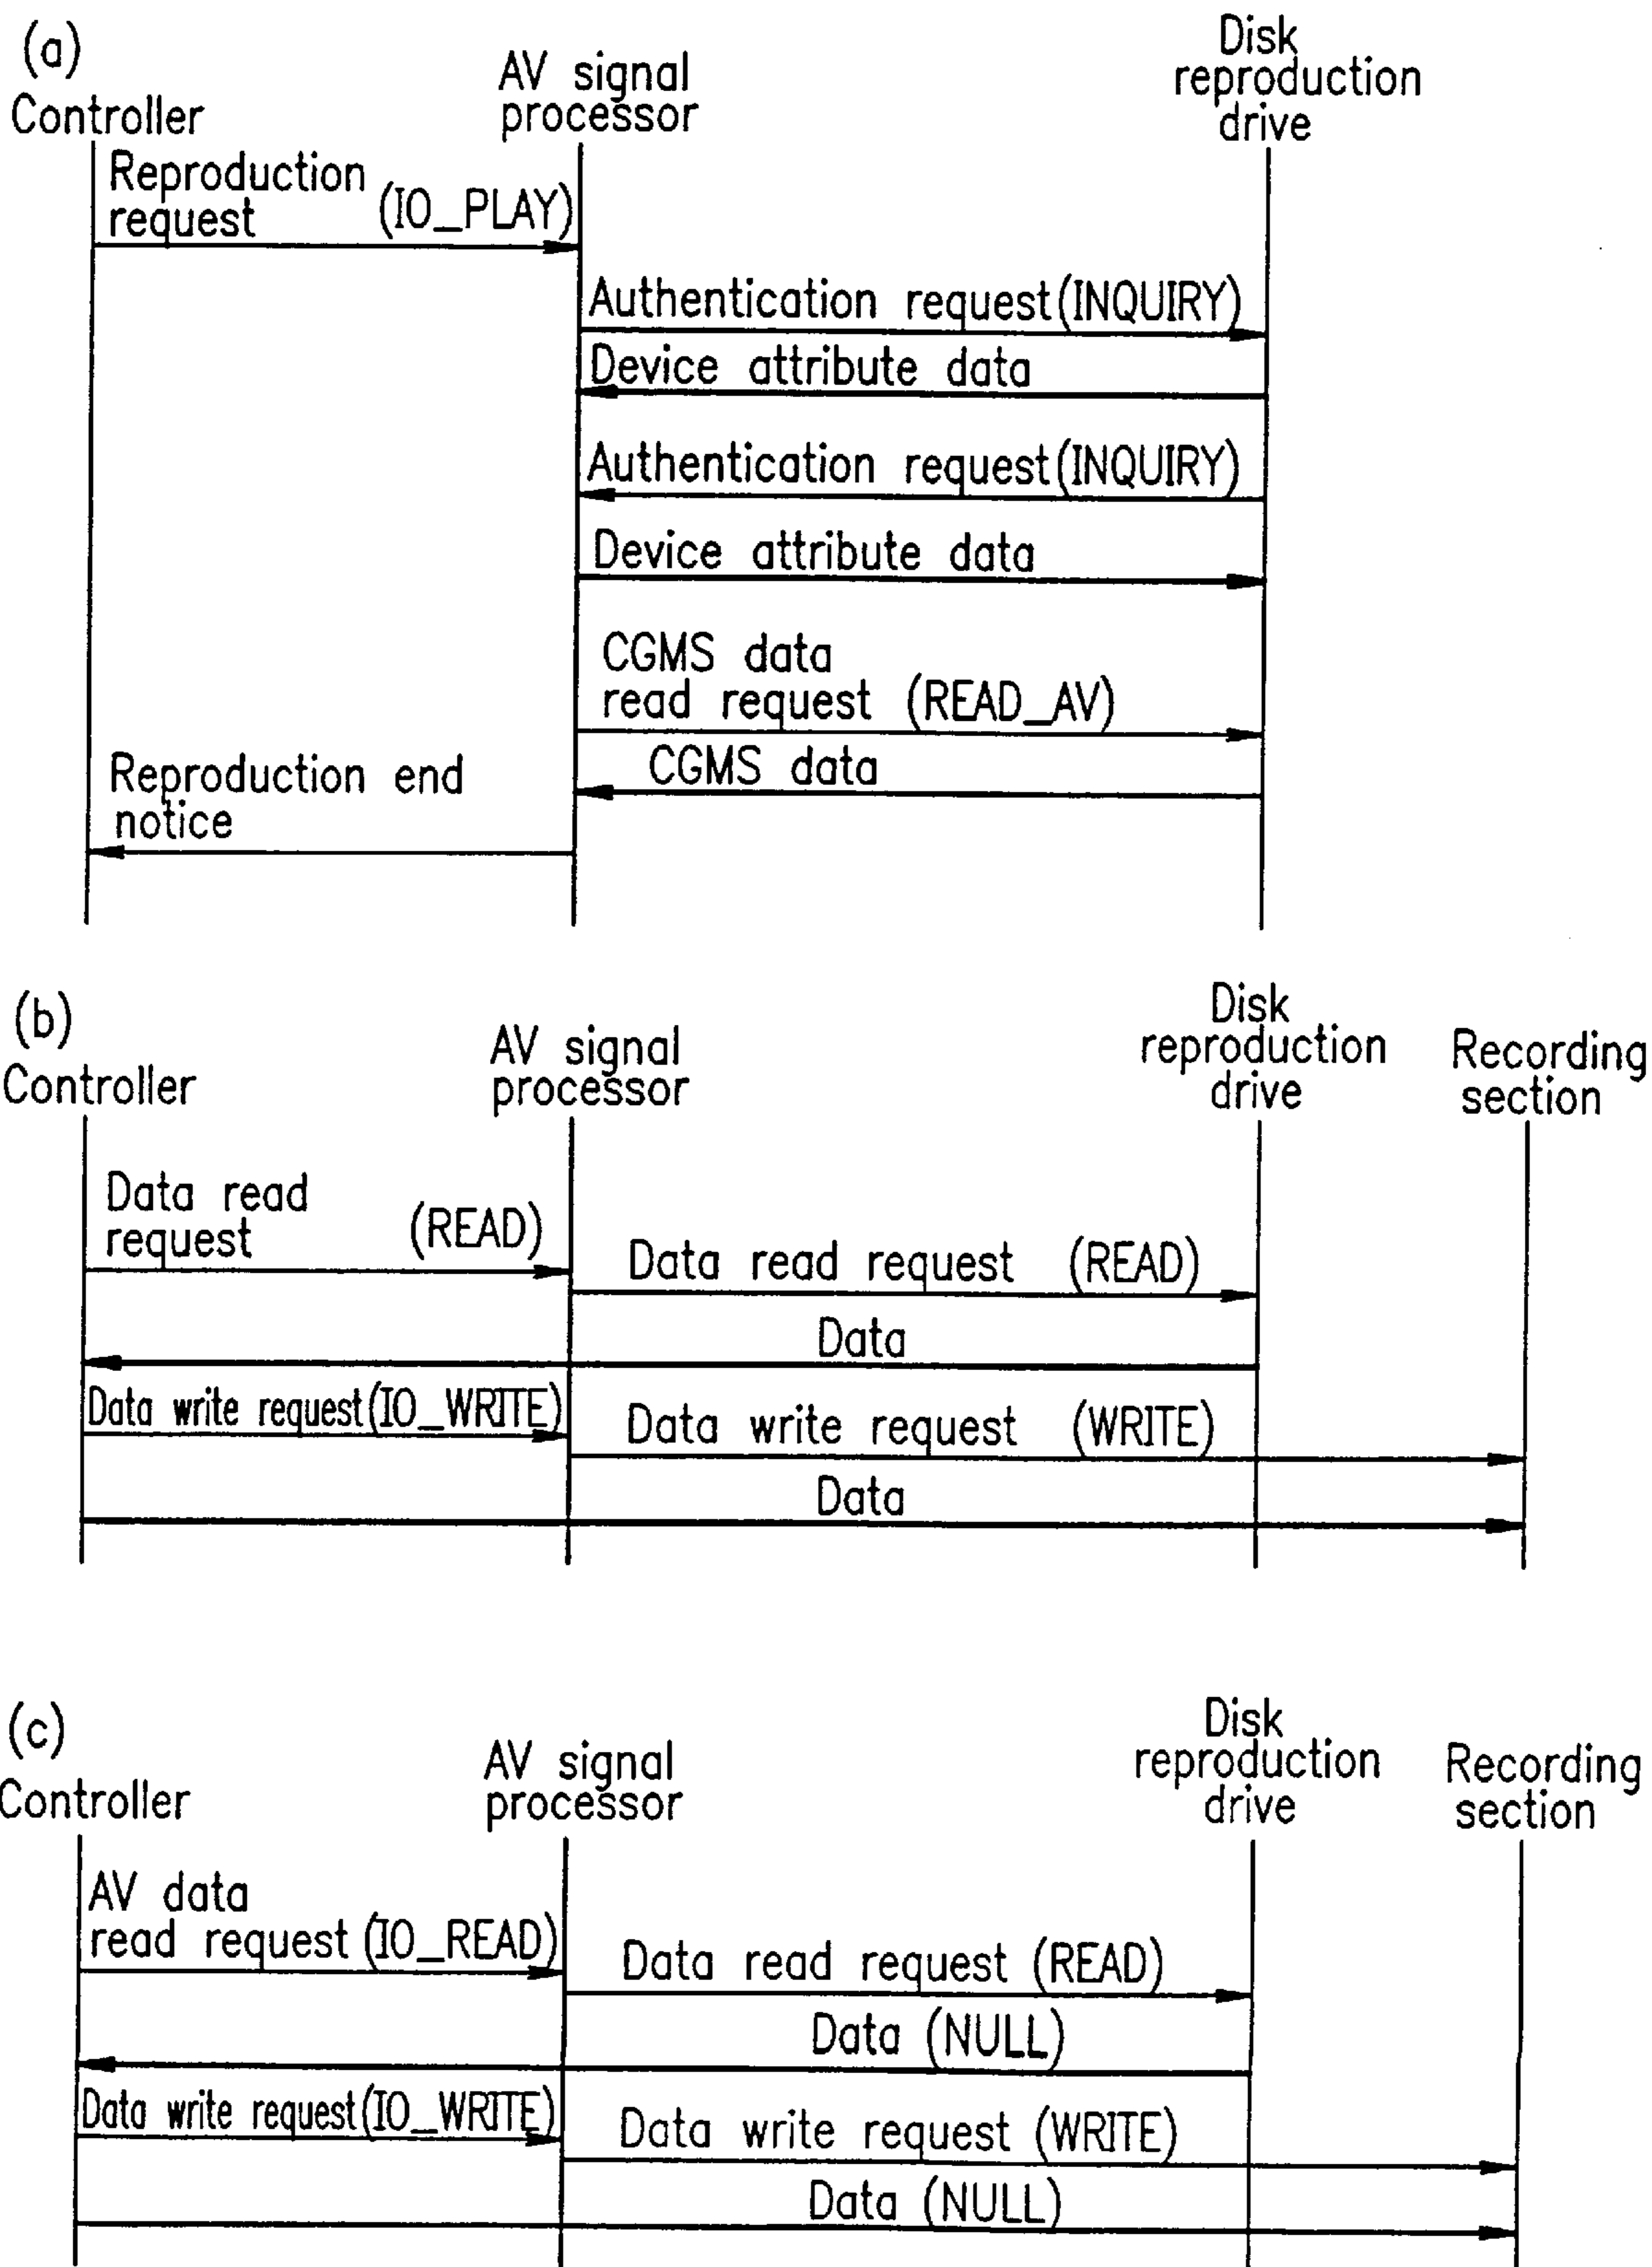 (a)
Controller
AV signal
processor
Disk
reproduction
drive
Reproduction
request (IO_PLAY)
Authentication request (INQUIRY)
Device attribute data
Authentication request (INQUIRY)
Device attribute data
CGMS data
read request (READ_AV)
CGMS data
Reproduction end
notice
(b)
Controller
AV signal
processor
Disk
reproduction
drive
Recording
section
Data read
request (READ)
Data read request (READ)
Data
Data write request (IO_WRITE)
Data write request (WRITE)
Data
(c)
Controller
AV signal
processor
Disk
reproduction
drive
Recording
section
AV data
read request (IO_READ)
Data read request (READ)
Data (NULL)
Data write request (IO_WRITE)
Data write request (WRITE)
Data (NULL)